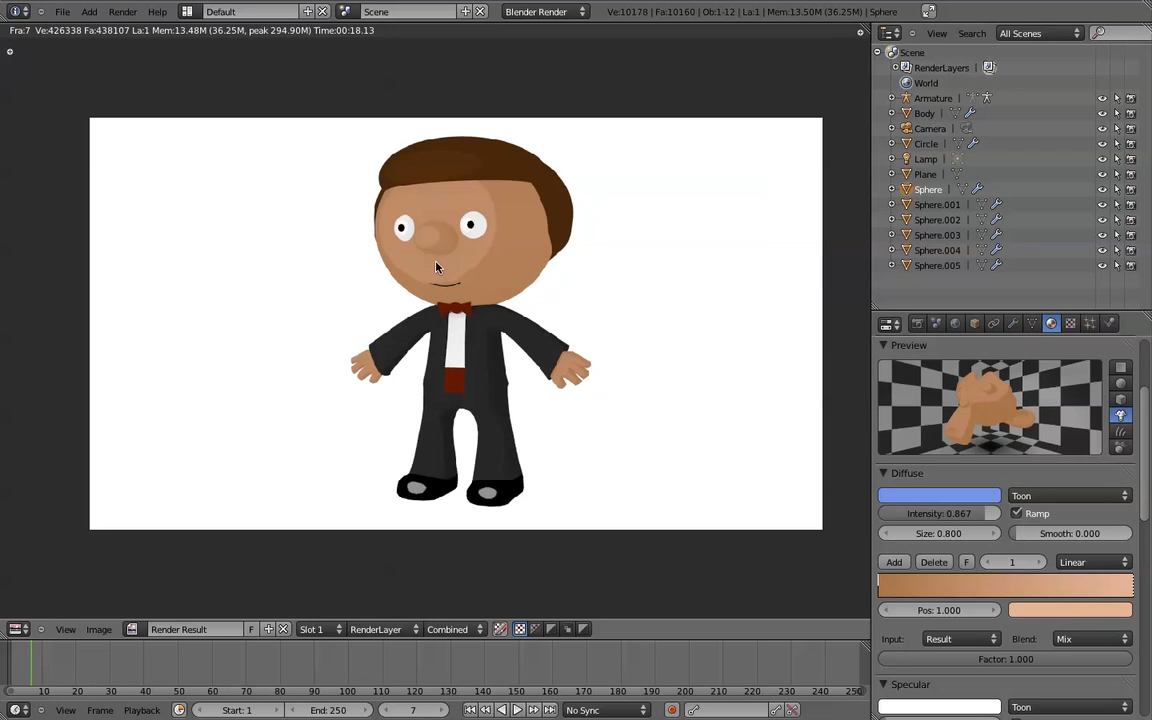 File Add Render Help Default Scene Blender Render Ve:10178 | Fa:10160 | Ob:1-12 | La:1 | Mem:13.50M (36.25M) | Sphere
Fra:7 Ve:426338 Fa:438107 La:1 Mem:13.48M (36.25M, peak 294.90M) Time:00:18.13
View Search All Scenes
Scene
RenderLayers
World
Armature
Body
Camera
Circle
Lamp
Plane
Sphere
Sphere.001
Sphere.002
Sphere.003
Sphere.004
Sphere.005
Preview
Diffuse
Toon
Intensity: 0.867 Ramp
Size: 0.800 Smooth: 0.000
Add Delete F 1 Linear
Pos: 1.000
Input: Result Blend: Mix
Factor: 1.000
Specular
Toon
View Image Render Result F Slot 1 RenderLayer Combined
10 20 30 40 50 60 70 80 90 100 110 120 130 140 150 160 170 180 190 200 210 220 230 240 250
View Frame Playback Start: 1 End: 250 7 No Sync